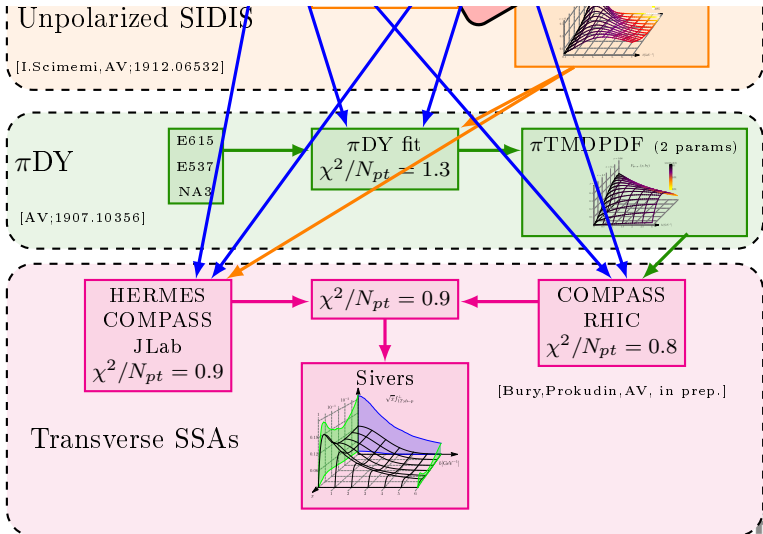 Unpolarized SIDIS
[I.Scimemi,AV;1912.06532]
πDY
E615
E537
NA3
πDY fit
χ²/N_pt = 1.3
πTMDPDF (2 params)
[AV;1907.10356]
HERMES
COMPASS
JLab
χ²/N_pt = 0.9
χ²/N_pt = 0.9
COMPASS
RHIC
χ²/N_pt = 0.8
Sivers
[Bury,Prokudin,AV, in prep.]
Transverse SSAs